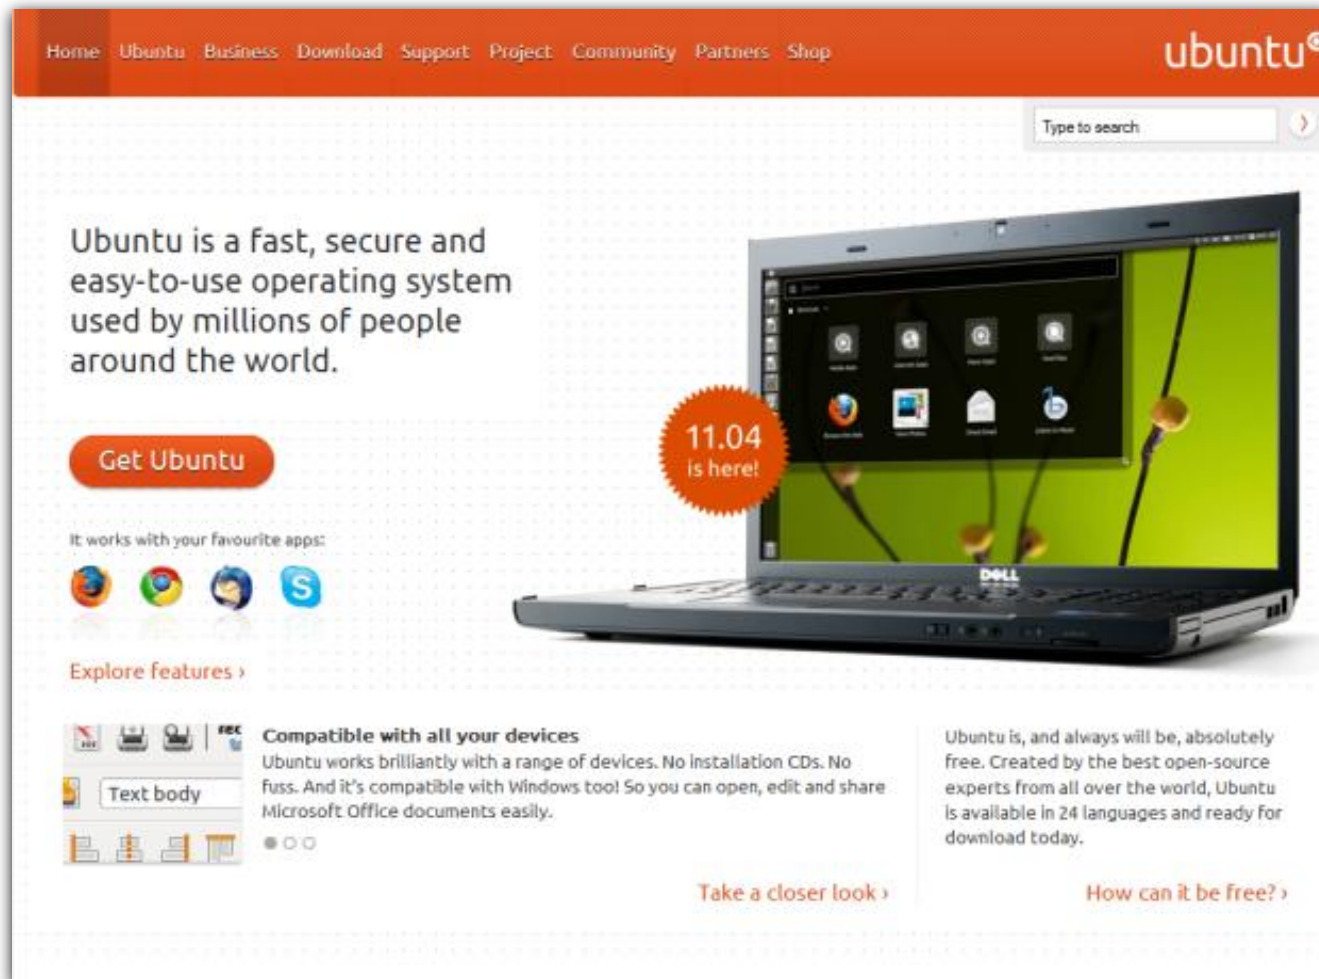 Home Ubuntu Business Download Support Project Community Partners Shop
ubuntu
Type to search
Ubuntu is a fast, secure and
easy-to-use operating system
used by millions of people
around the world.
Get Ubuntu
11.04
is here!
It works with your favourite apps:
DELL
Explore features ›
Text body
Compatible with all your devices
Ubuntu works brilliantly with a range of devices. No installation CDs. No
fuss. And it's compatible with Windows too! So you can open, edit and share
Microsoft Office documents easily.
Take a closer look ›
Ubuntu is, and always will be, absolutely
free. Created by the best open-source
experts from all over the world, Ubuntu
is available in 24 languages and ready for
download today.
How can it be free? ›